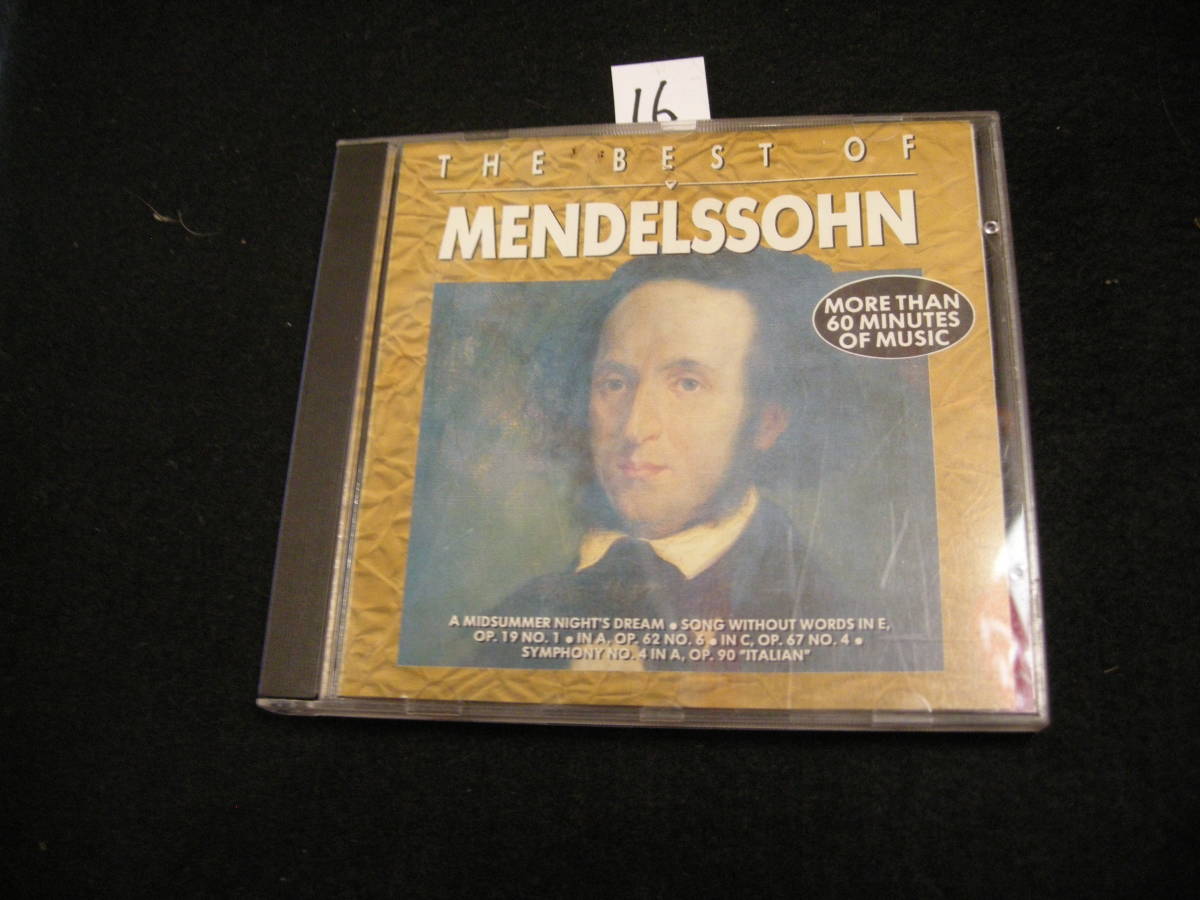 16
THE BEST OF
MENDELSSOHN
MORE THAN
60 MINUTES
OF MUSIC
A MIDSUMMER NIGHT'S DREAM • SONG WITHOUT WORDS IN E,
OP. 19 NO. 1 • IN A, OP. 62 NO. 6 • IN C, OP. 67 NO. 4 •
SYMPHONY NO. 4 IN A, OP. 90 "ITALIAN"